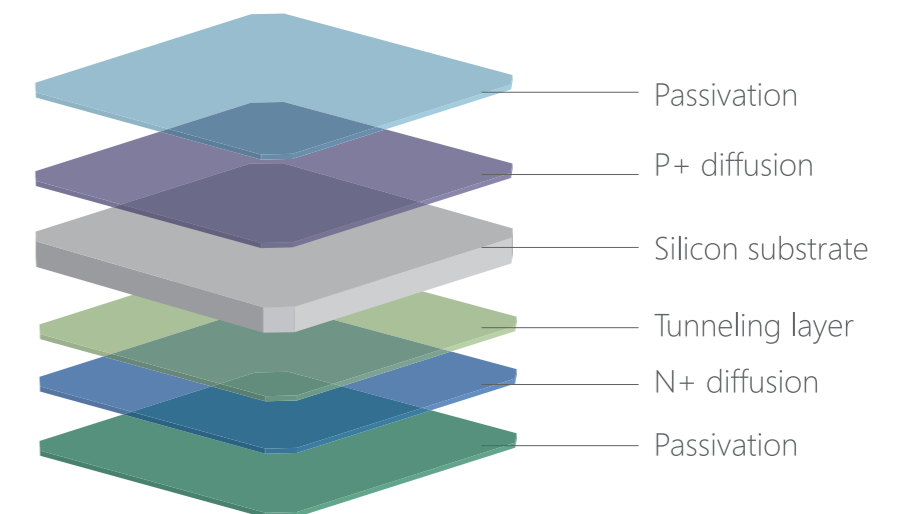 Passivation
P+ diffusion
Silicon substrate
Tunneling layer
N+ diffusion
Passivation